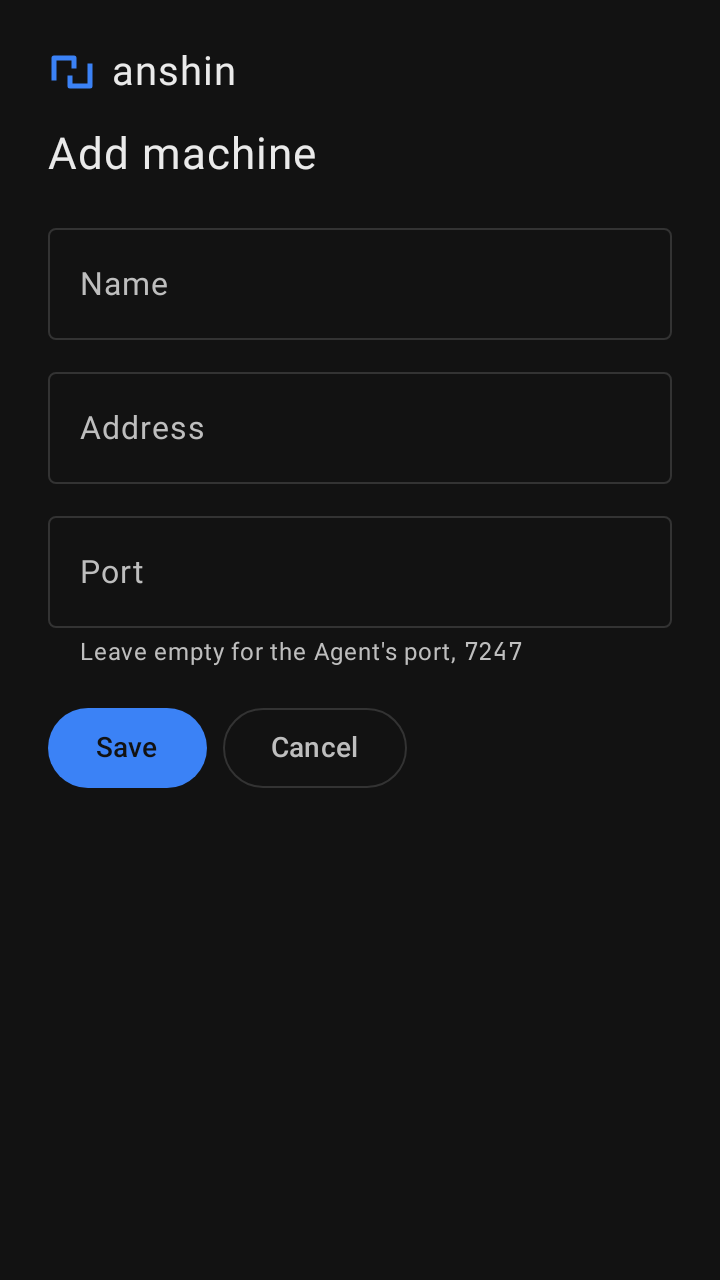 anshin
Add machine
Name
Address
Port
Leave empty for the Agent's port, 7247
Save
Cancel